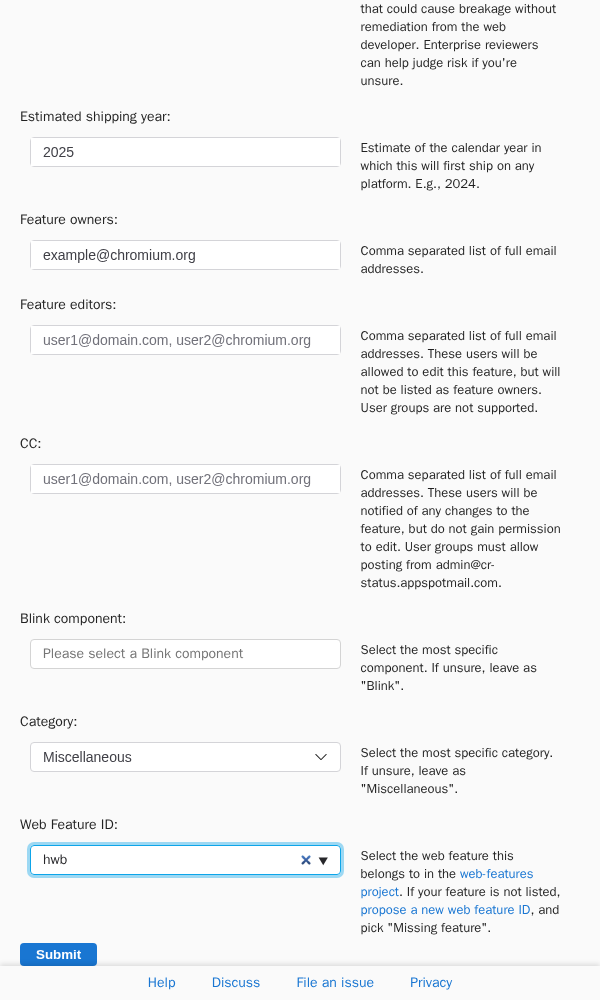 that could cause breakage without
remediation from the web
developer. Enterprise reviewers
can help judge risk if you're
unsure.
Estimated shipping year:
2025
Estimate of the calendar year in
which this will first ship on any
platform. E.g., 2024.
Feature owners:
example@chromium.org
Comma separated list of full email
addresses.
Feature editors:
user1@domain.com, user2@chromium.org
Comma separated list of full email
addresses. These users will be
allowed to edit this feature, but will
not be listed as feature owners.
User groups are not supported.
CC:
user1@domain.com, user2@chromium.org
Comma separated list of full email
addresses. These users will be
notified of any changes to the
feature, but do not gain permission
to edit. User groups must allow
posting from admin@cr-
status.appspotmail.com.
Blink component:
Please select a Blink component
Select the most specific
component. If unsure, leave as
"Blink".
Category:
Miscellaneous
Select the most specific category.
If unsure, leave as
"Miscellaneous".
Web Feature ID:
hwb
Select the web feature this
belongs to in the web-features
project. If your feature is not listed,
propose a new web feature ID, and
pick "Missing feature".
Submit
Help File an issue Discuss Privacy